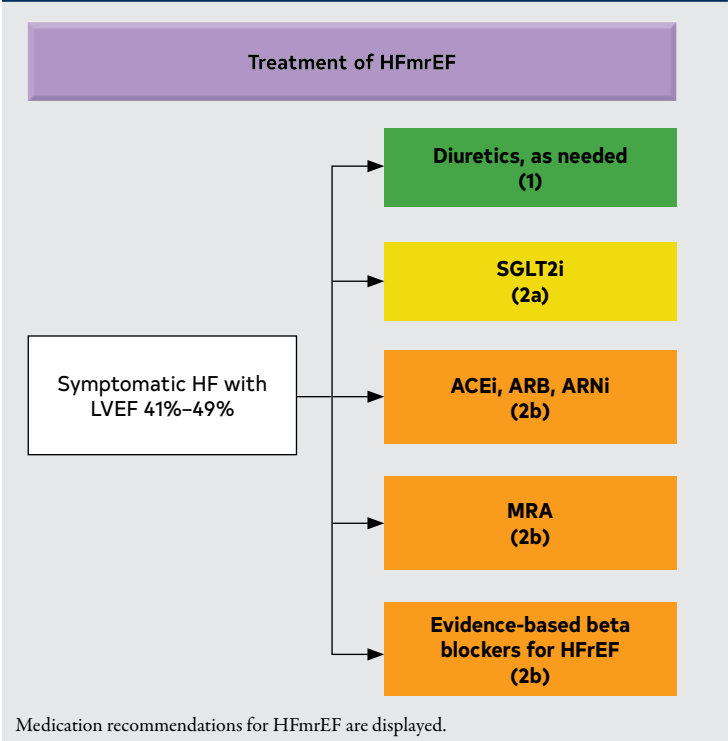 Treatment of HFmrEF
Diuretics, as needed
(1)
SGLT2i
(2a)
Symptomatic HF with
LVEF 41%–49%
ACEi, ARB, ARNi
(2b)
MRA
(2b)
Evidence-based beta
blockers for HFrEF
(2b)
Medication recommendations for HFmrEF are displayed.